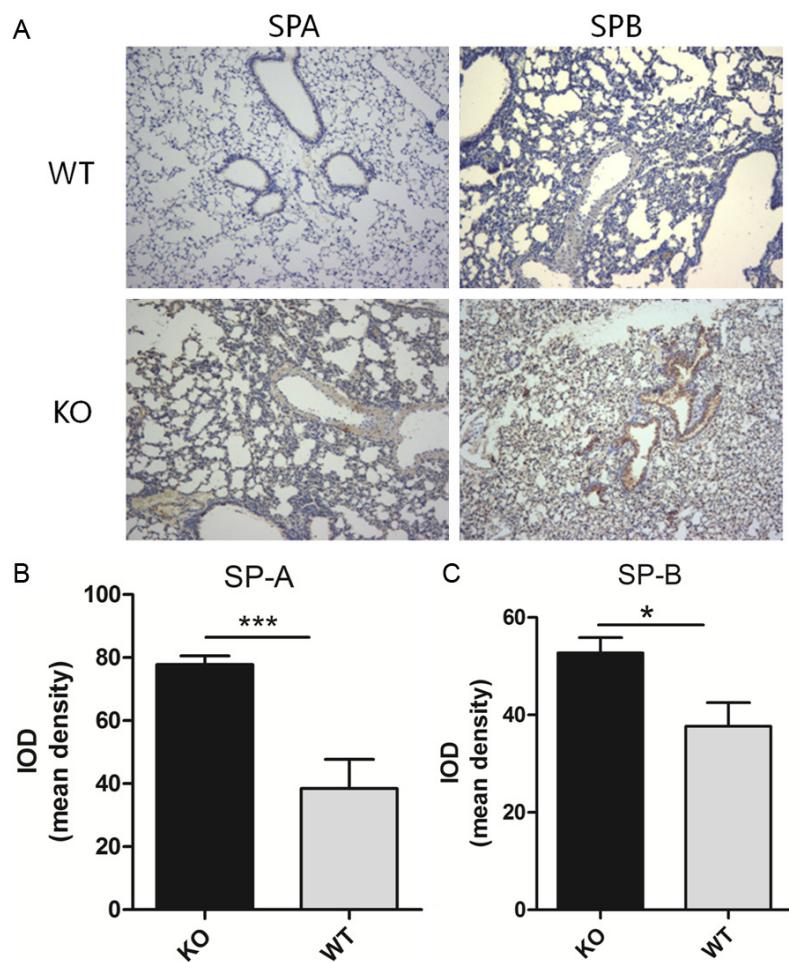 A
SPA
SPB
WT
KO
B
SP-A
IOD
(mean density)
100
80
60
40
20
0
***
KO
WT
C
SP-B
IOD
(mean density)
60
40
20
0
*
KO
WT